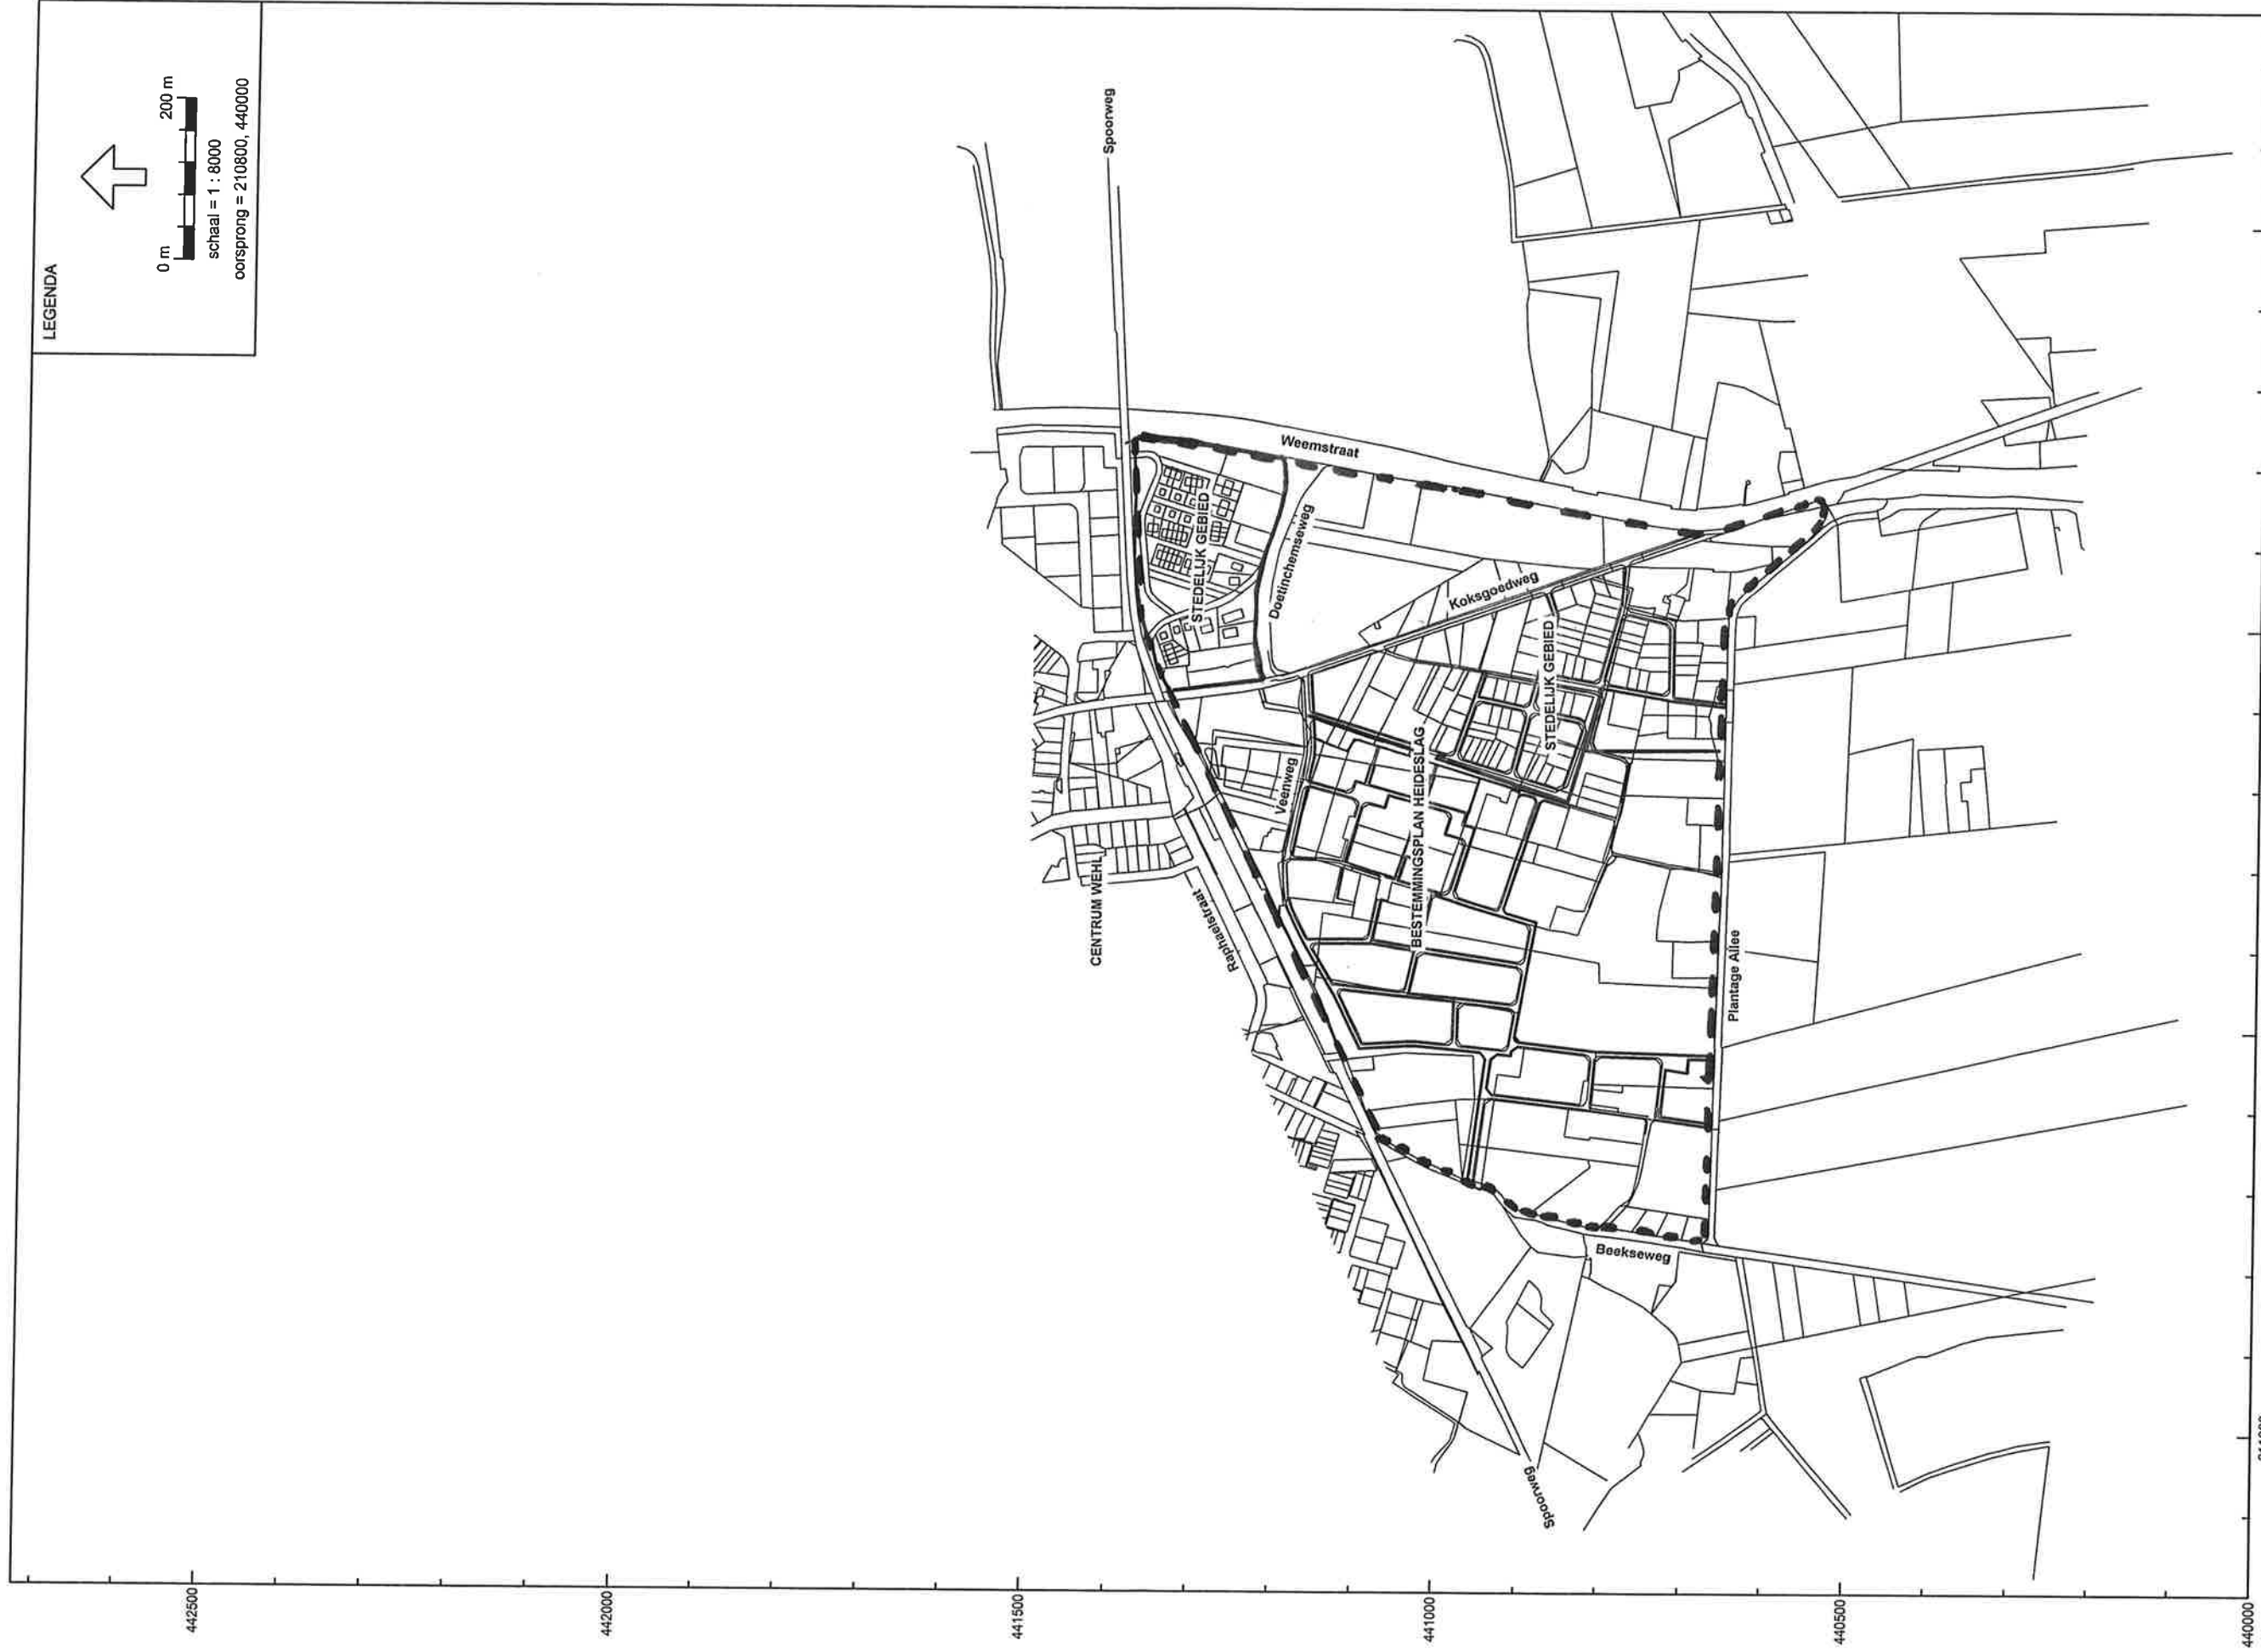 LEGENDA
0 m
200 m
schaal = 1 : 8000
oorsprong = 210800, 440000
Spoorweg
Weemstraat
STEDELIJK GEBIED
Doetinchemseweg
Koksgoedweg
STEDELIJK GEBIED
Veenweg
BESTEMMINGSPLAN HEIDESLAG
CENTRUM WEHL
Raphaelstraat
Plantage Allee
Beekseweg
Spoorweg
442500
442000
441500
441000
440500
440000